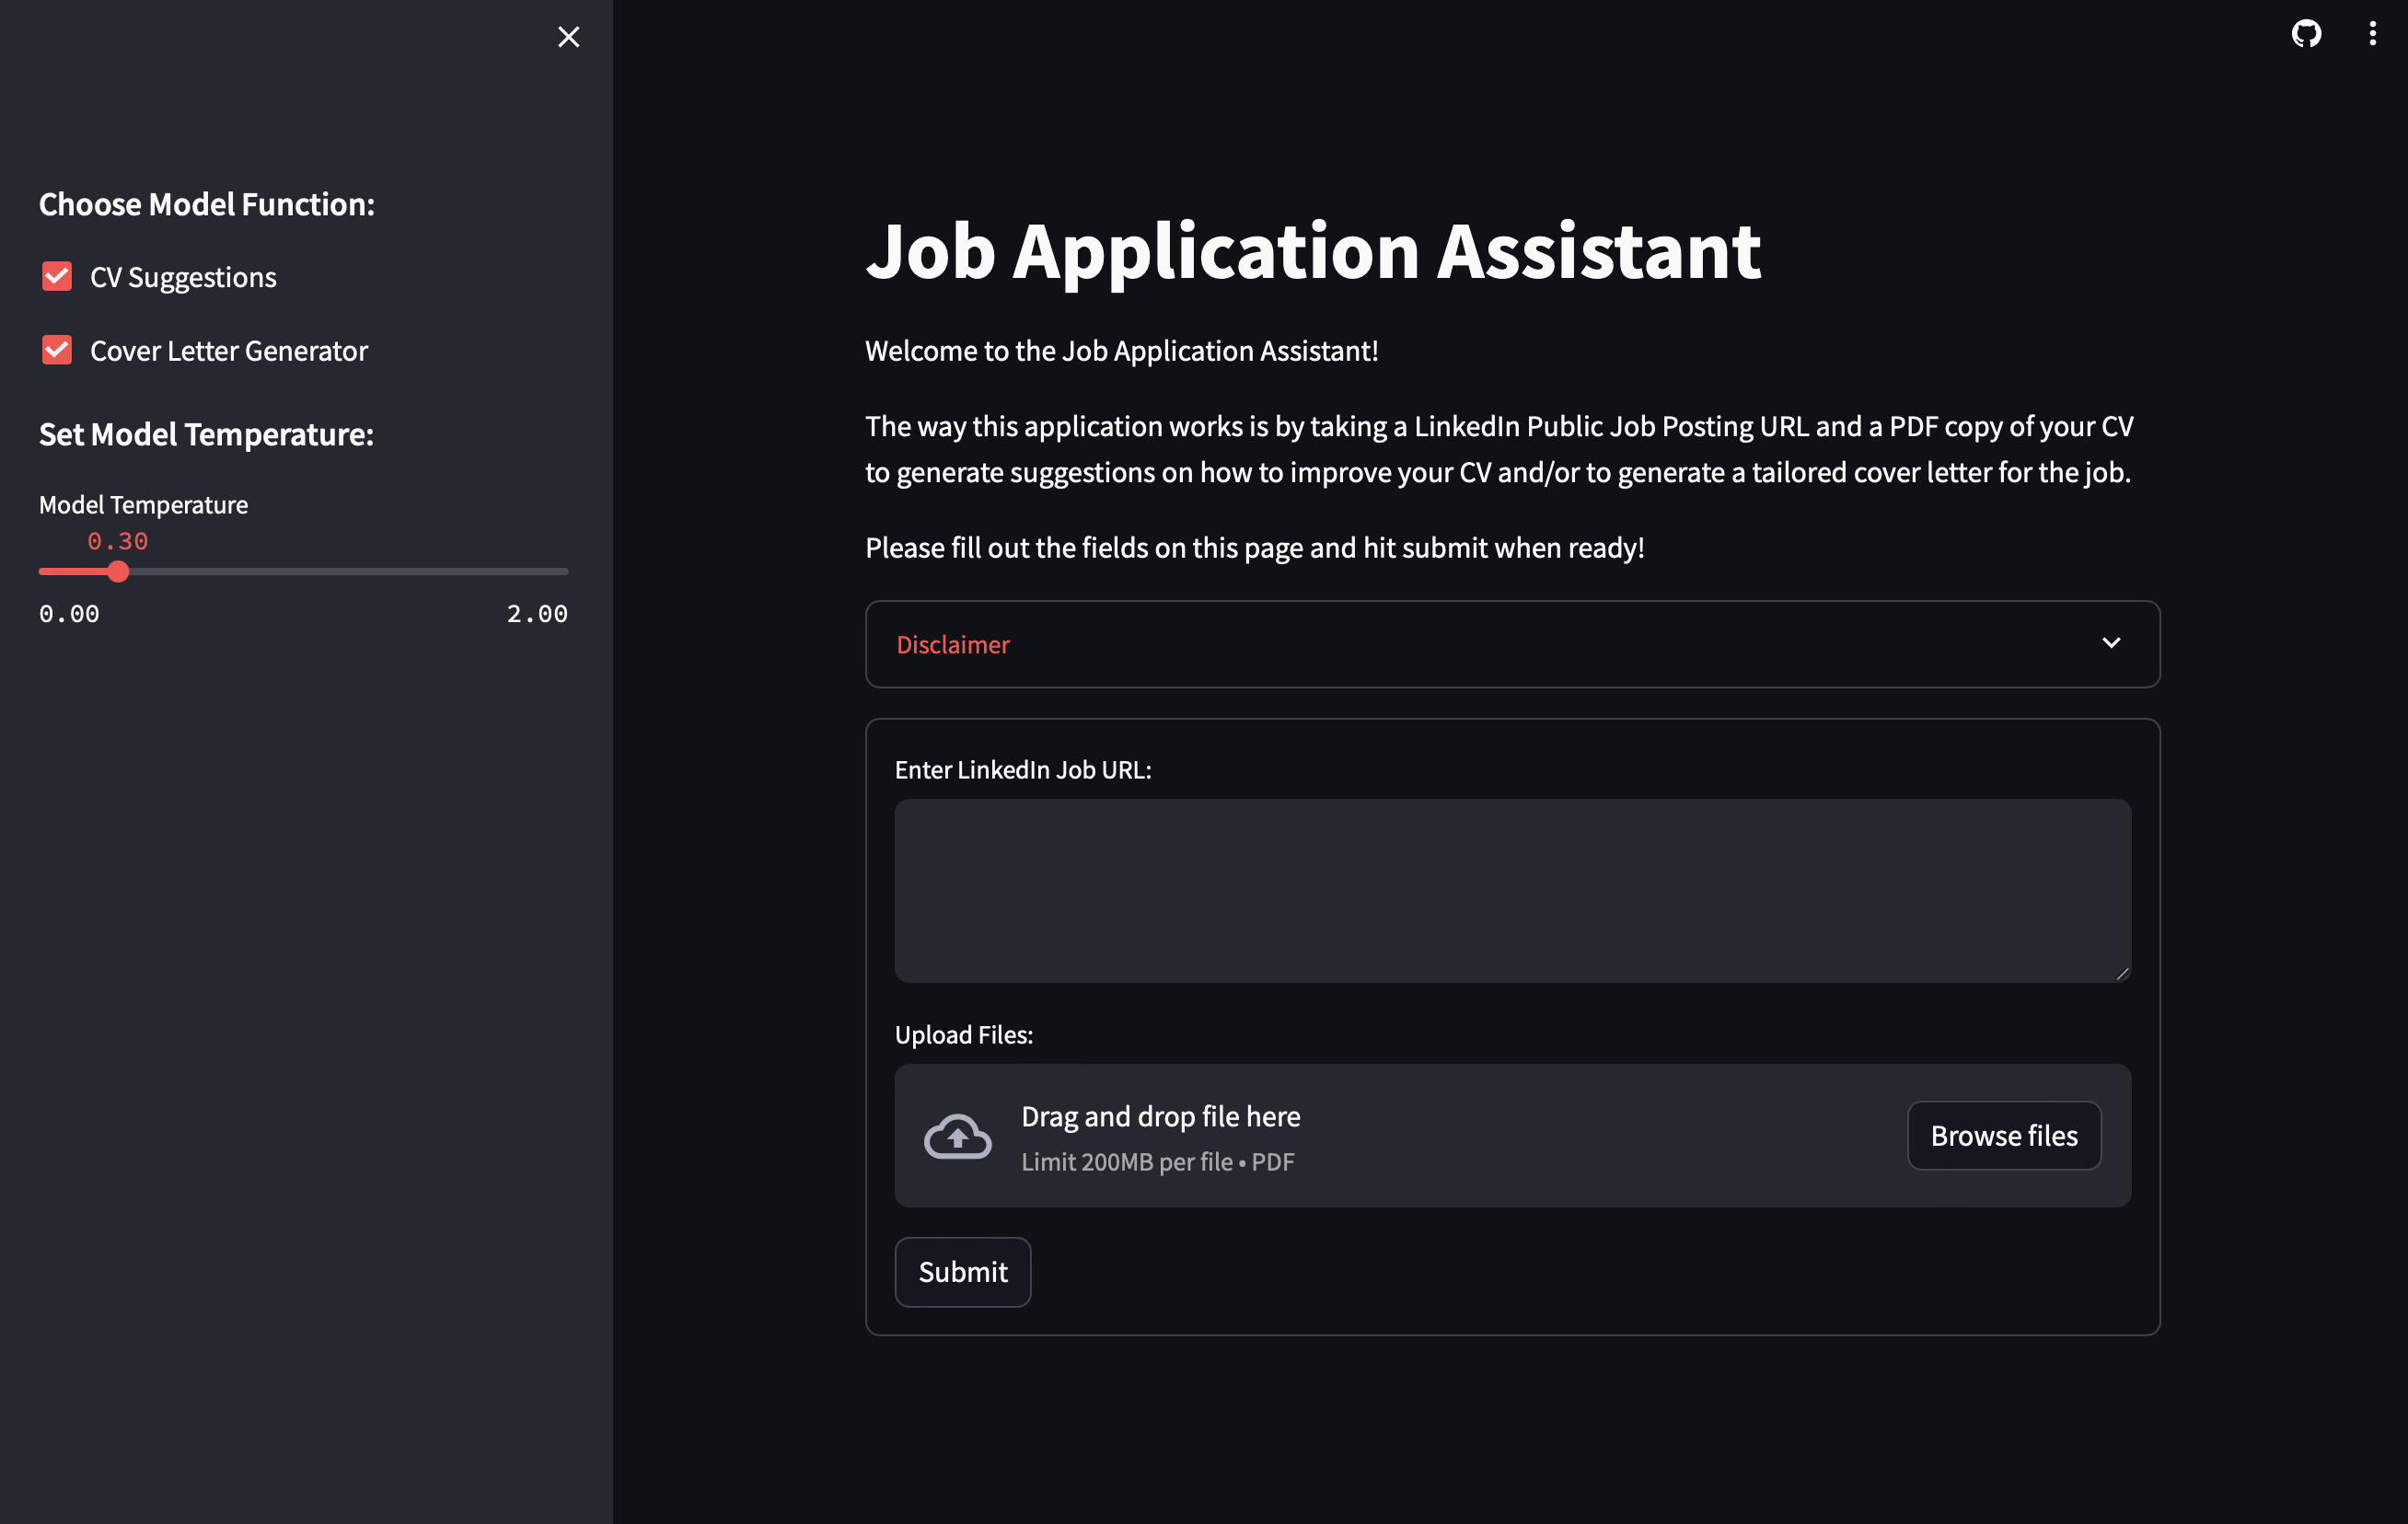 Choose Model Function:
CV Suggestions
Cover Letter Generator
Set Model Temperature:
Model Temperature
0.30
0.00 2.00
Job Application Assistant
Welcome to the Job Application Assistant!
The way this application works is by taking a LinkedIn Public Job Posting URL and a PDF copy of your CV
to generate suggestions on how to improve your CV and/or to generate a tailored cover letter for the job.
Please fill out the fields on this page and hit submit when ready!
Disclaimer
Enter LinkedIn Job URL:
Upload Files:
Drag and drop file here
Limit 200MB per file • PDF
Browse files
Submit